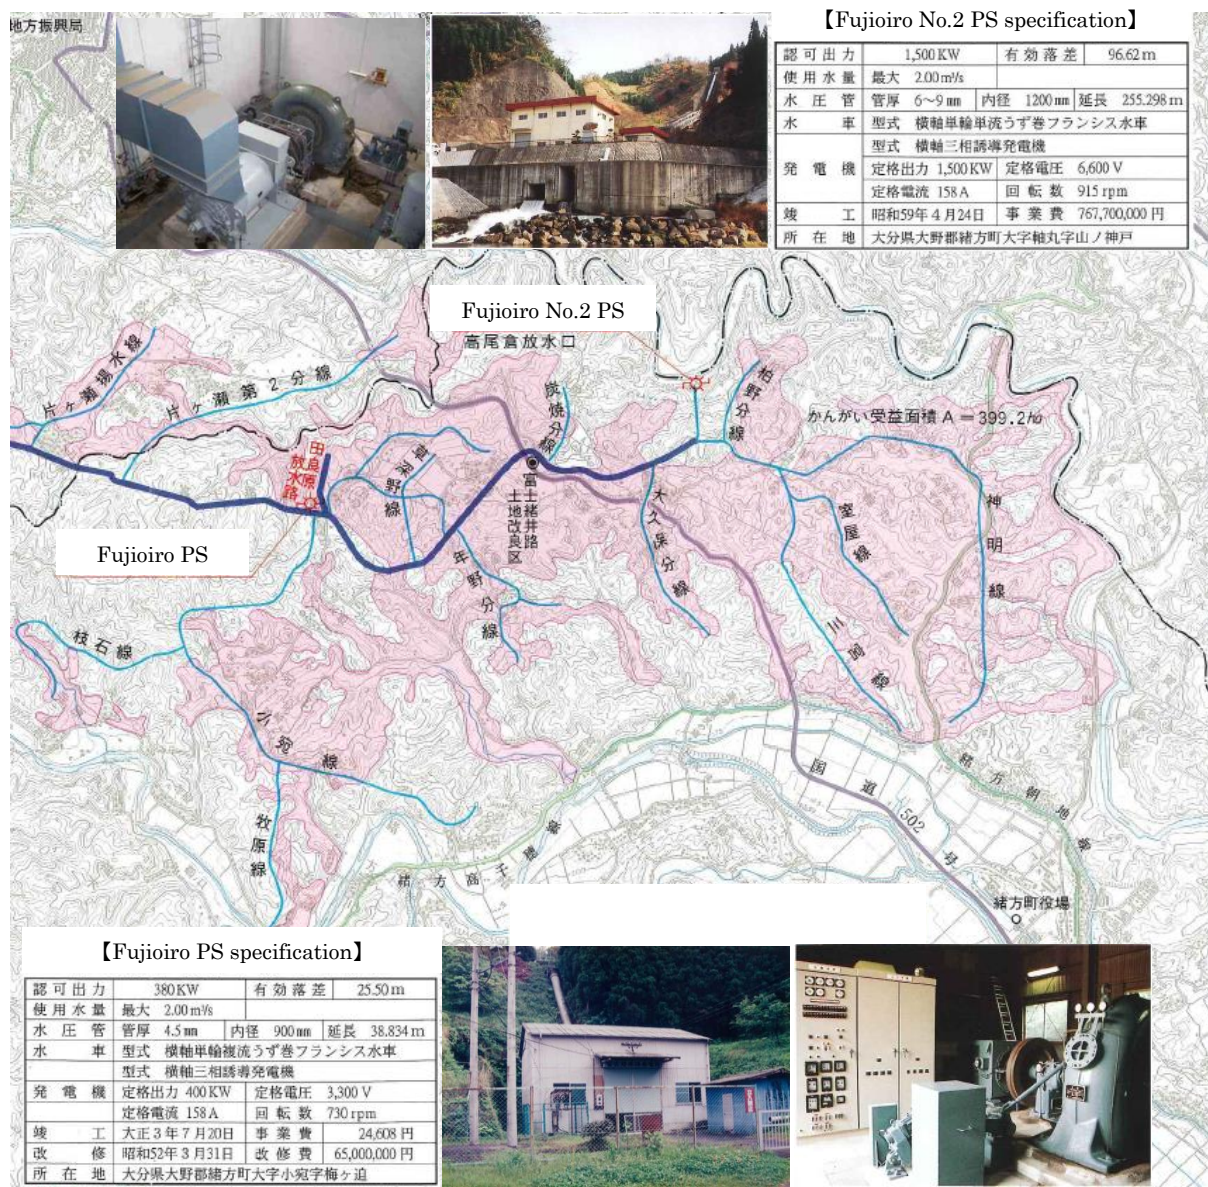 地方振興局
【Fujioiro No.2 PS specification】
認可出力 1,500KW 有効落差 96.62m
使用水量 最大 2.00m³/s
水圧管 管厚 6〜9mm 内径 1200mm 延長 255.298m
水車 型式 横軸単輪単流うず巻フランシス水車
型式 横軸三相誘導発電機
発電機 定格出力 1,500KW 定格電圧 6,600V
定格電流 158A 回転数 915rpm
竣工 昭和59年4月24日 事業費 767,700,000円
所在地 大分県大野郡緒方町大字軸丸字山ノ神戸
Fujioiro No.2 PS
高尾倉放水口
片ヶ瀬揚水線
片ヶ瀬第2分線
炭焼分線
柏野分線
かんがい受益面積A=399.2ha
田良原
放水路
草深野線
富士緒井路
土地改良区
大久保分線
室屋線
神明線
Fujioiro PS
年野分線
枝石線
宮線
小宛線
国道502号
緒方朝地線
牧原線
緒方高千穂線
緒方町役場
【Fujioiro PS specification】
認可出力 380KW 有効落差 25.50m
使用水量 最大 2.00m³/s
水圧管 管厚 4.5mm 内径 900mm 延長 38.834m
水車 型式 横軸単輪複流うず巻フランシス水車
型式 横軸三相誘導発電機
発電機 定格出力 400KW 定格電圧 3,300V
定格電流 158A 回転数 730rpm
竣工 大正3年7月20日 事業費 24,608円
改修 昭和52年3月31日 改修費 65,000,000円
所在地 大分県大野郡緒方町大字小宛字梅ヶ迫